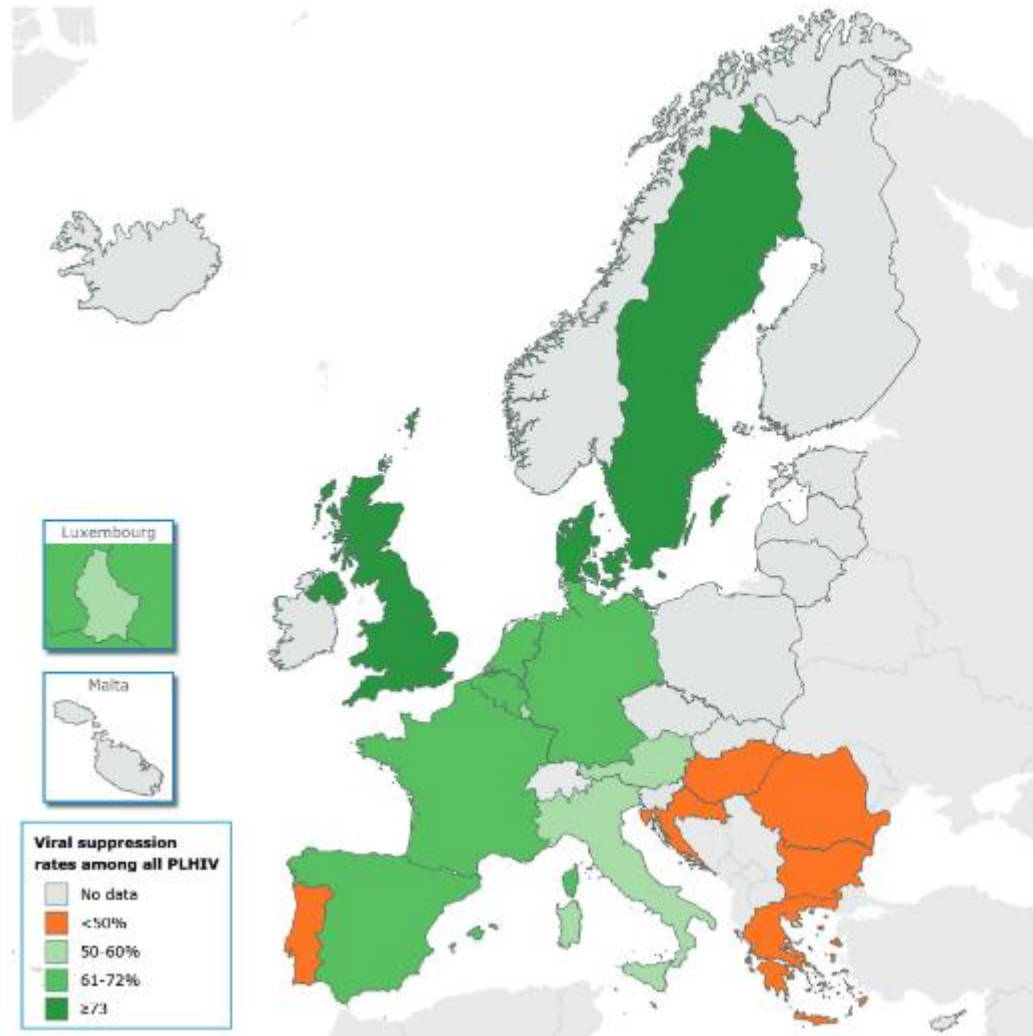 Luxembourg
Malta
Viral suppression
rates among all PLHIV
No data
<50%
50-60%
61-72%
≥73